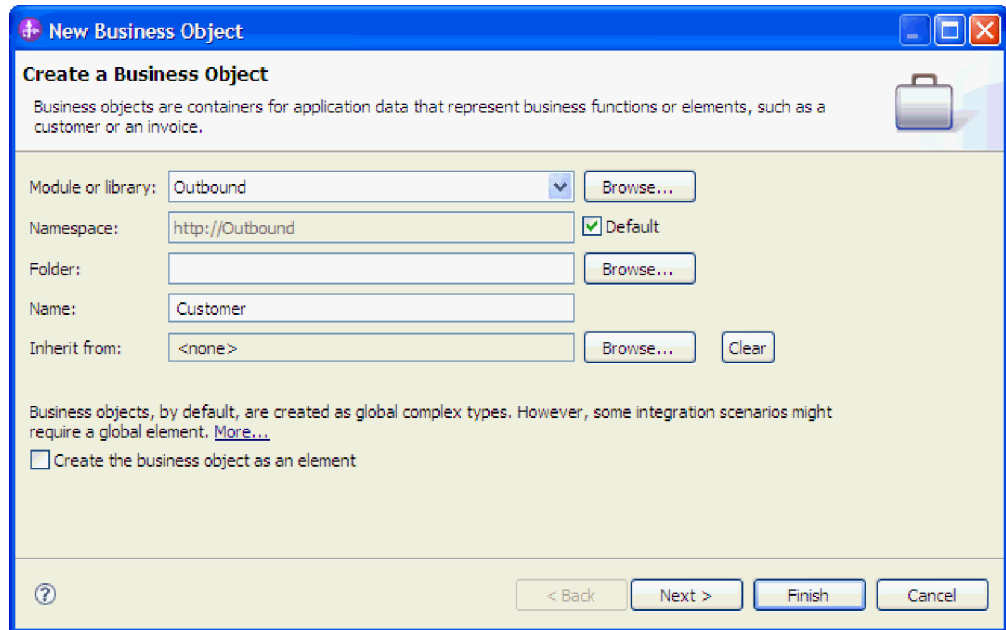 New Business Object
Create a Business Object
Business objects are containers for application data that represent business functions or elements, such as a
customer or an invoice.
Module or library: Outbound Browse...
Namespace: http://Outbound Default
Folder: Browse...
Name: Customer
Inherit from: <none> Browse... Clear
Business objects, by default, are created as global complex types. However, some integration scenarios might
require a global element. More...
Create the business object as an element
? < Back Next > Finish Cancel